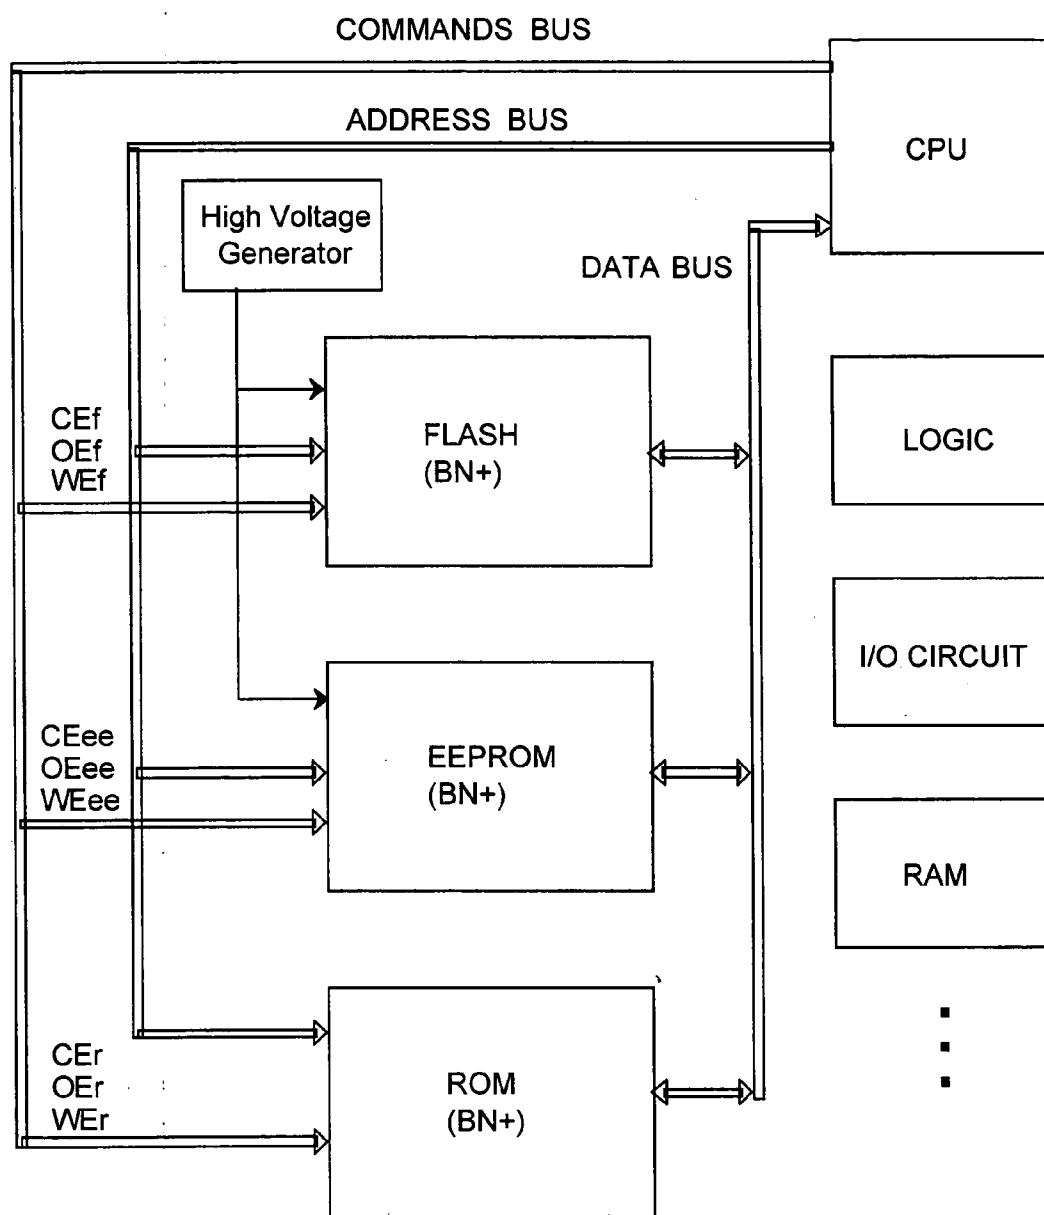 COMMANDS BUS
ADDRESS BUS
CPU
High Voltage
Generator
DATA BUS
CEf
OEf
WEf
FLASH
(BN+)
LOGIC
I/O CIRCUIT
CEee
OEee
WEee
EEPROM
(BN+)
RAM
CEr
OEr
WEr
ROM
(BN+)